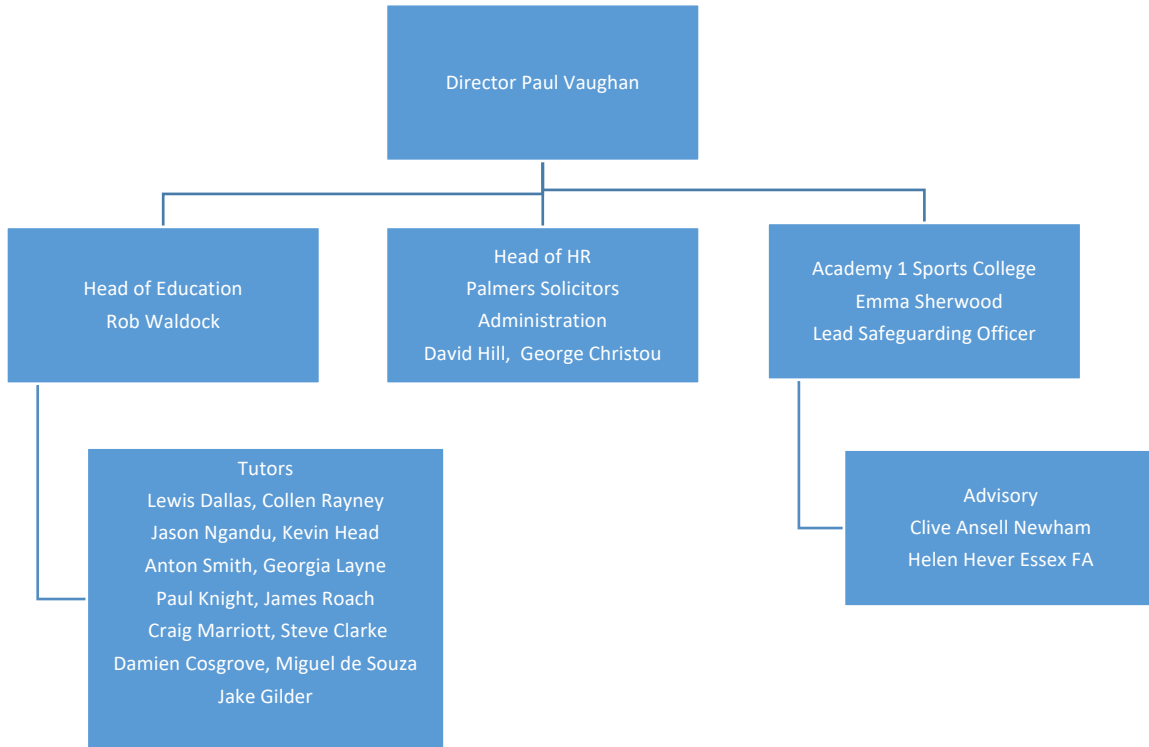 Director Paul Vaughan
Head of Education
Rob Waldock
Head of HR
Palmers Solicitors
Administration
David Hill, George Christou
Academy 1 Sports College
Emma Sherwood
Lead Safeguarding Officer
Tutors
Lewis Dallas, Collen Rayney
Jason Ngandu, Kevin Head
Anton Smith, Georgia Layne
Paul Knight, James Roach
Craig Marriott, Steve Clarke
Damien Cosgrove, Miguel de Souza
Jake Gilder
Advisory
Clive Ansell Newham
Helen Hever Essex FA